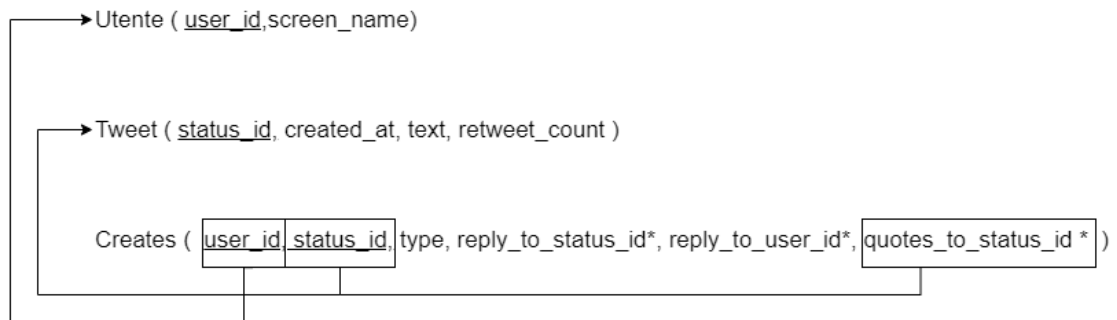 Utente ( user_id,screen_name)
Tweet ( status_id, created_at, text, retweet_count )
Creates ( user_id, status_id, type, reply_to_status_id*, reply_to_user_id*, quotes_to_status_id * )